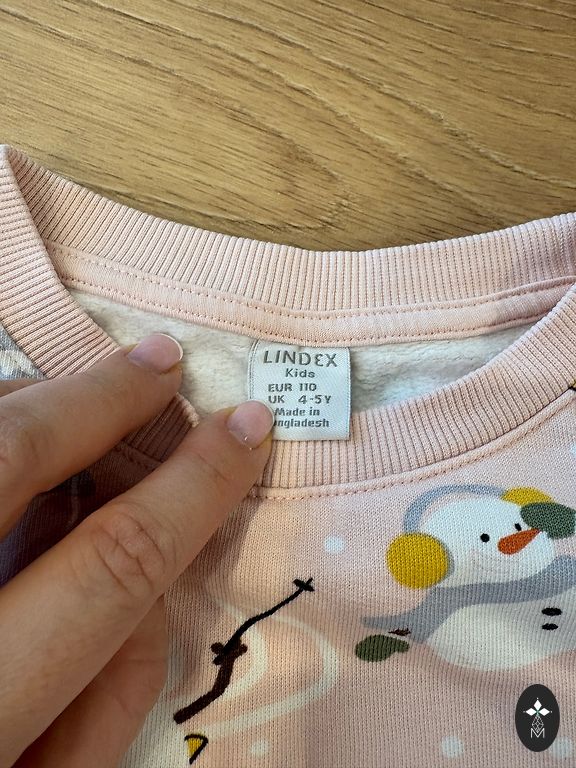 LINDEX
Kids
EUR 110
UK 4-5Y
Made in